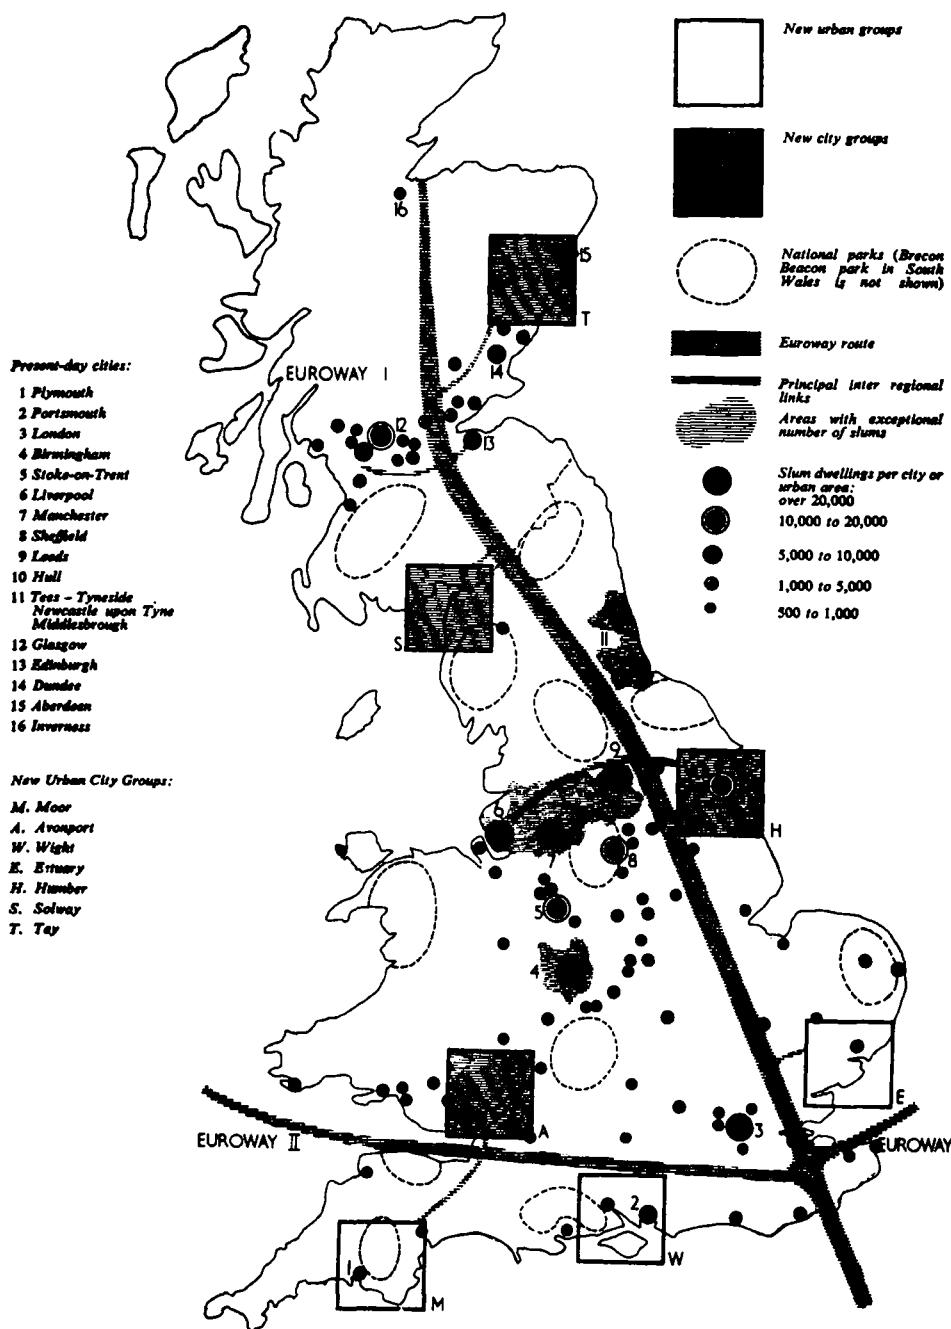 New urban groups
New city groups
National parks (Brecon
Beacon park in South
Wales is not shown)
Euroway route
Principal inter regional
links
Areas with exceptional
number of slums
Slum dwellings per city or
urban area:
over 20,000
10,000 to 20,000
5,000 to 10,000
1,000 to 5,000
500 to 1,000
Present-day cities:
1 Plymouth
2 Portsmouth
3 London
4 Birmingham
5 Stoke-on-Trent
6 Liverpool
7 Manchester
8 Sheffield
9 Leeds
10 Hull
11 Tees - Tyneside
Newcastle upon Tyne
Middlesbrough
12 Glasgow
13 Edinburgh
14 Dundee
15 Aberdeen
16 Inverness
New Urban City Groups:
M. Moor
A. Avonport
W. Wight
E. Estuary
H. Humber
S. Solway
T. Tay
16
15
T
14
EUROWAY I
12
13
S
11
9
6
H
7
8
5
4
E
A
3
EUROWAY II
EUROWAY
2
W
1
M